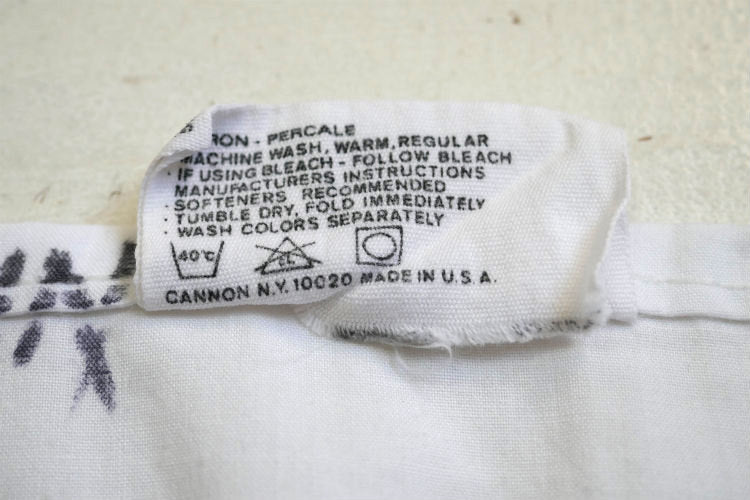 RON - PERCALE
MACHINE WASH, WARM, REGULAR
· IF USING BLEACH - FOLLOW BLEACH
MANUFACTURERS INSTRUCTIONS
· SOFTENERS RECOMMENDED
· TUMBLE DRY, FOLD IMMEDIATELY
· WASH COLORS SEPARATELY
40°C CL
CANNON N.Y. 10020 MADE IN U.S.A.